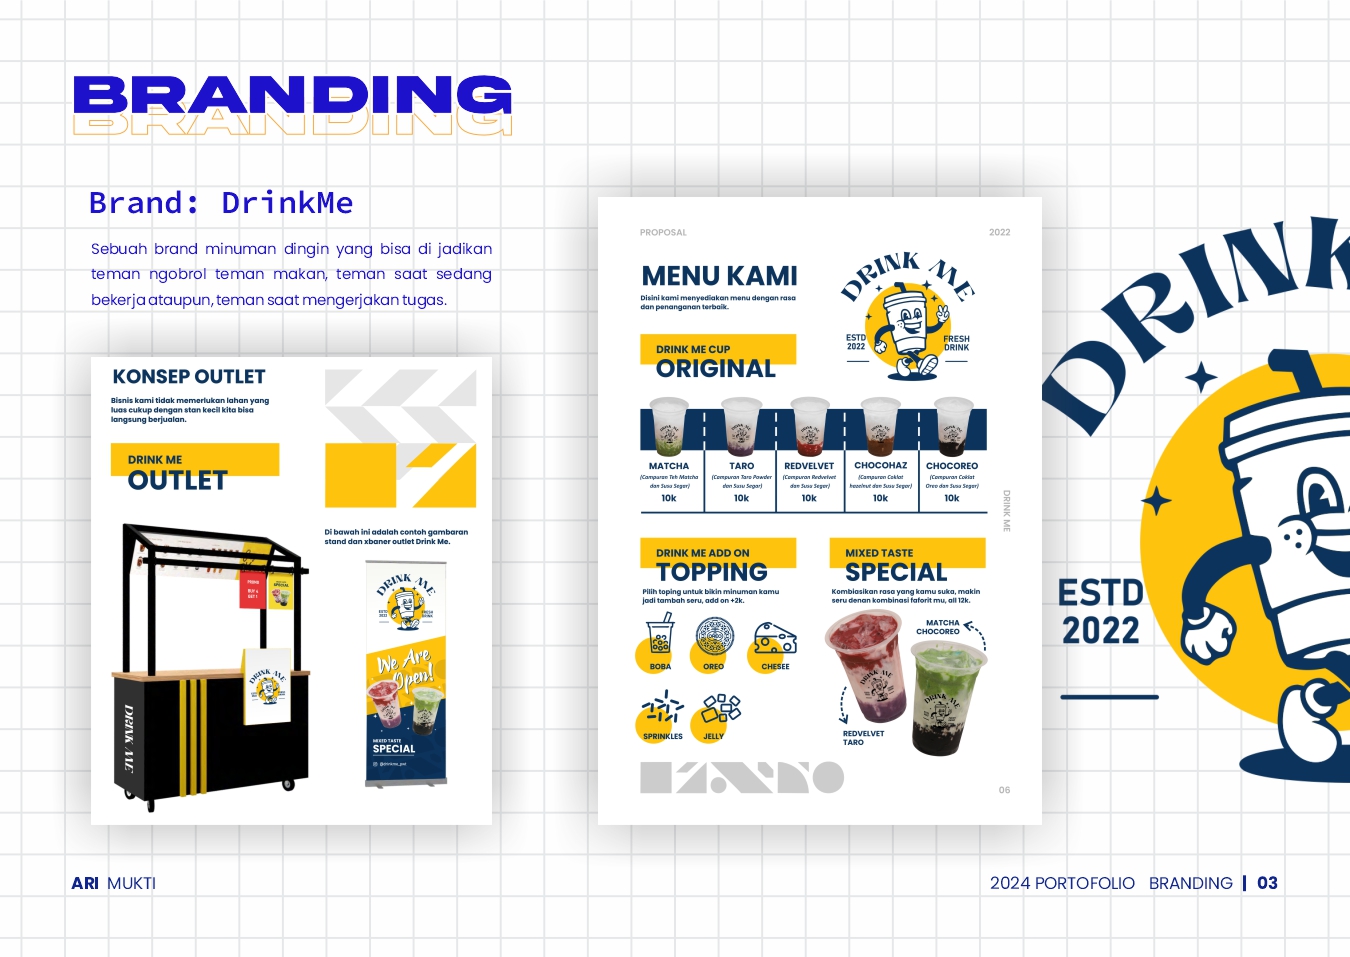 BRANDING
BRANDING
Brand: DrinkMe
Sebuah brand minuman dingin yang bisa di jadikan
teman ngobrol teman makan, teman saat sedang
bekerja ataupun, teman saat mengerjakan tugas.
KONSEP OUTLET
Bisnis kami tidak memerlukan lahan yang
luas cukup dengan stan kecil kita bisa
langsung berjualan.
DRINK ME
OUTLET
Di bawah ini adalah contoh gambaran
stand dan xbaner outlet Drink Me.
DRINK ME
DRINK ME
DRINK ME
ESTD
2022
FRESH
DRINK
We Are
Open!
MIXED TASTE
SPECIAL
PROPOSAL
2022
MENU KAMI
Disini kami menyediakan menu dengan rasa
dan penanganan terbaik.
DRINK ME
ESTD
2022
FRESH
DRINK
DRINK ME CUP
ORIGINAL
MATCHA
(Campuran Teh Matcha
dan Susu Segar)
10k
TARO
(Campuran Taro Powder
dan Susu Segar)
10k
REDVELVET
(Campuran Redvelvet
dan Susu Segar)
10k
CHOCOHAZ
(Campuran Coklat
hazelnut dan Susu Segar)
10k
CHOCOREO
(Campuran Coklat
Oreo dan Susu Segar)
10k
DRINK ME
DRINK ME ADD ON
TOPPING
Pilih toping untuk bikin minuman kamu
jadi tambah seru, add on +2k.
BOBA
OREO
CHESEE
SPRINKLES
JELLY
MIXED TASTE
SPECIAL
Kombiasikan rasa yang kamu suka, makin
seru denan kombinasi faforit mu, all 12k.
MATCHA
CHOCOREO
DRINK ME
DRINK ME
REDVELVET
TARO
06
DRINK
ESTD
2022
ARI MUKTI
2024 PORTOFOLIO BRANDING | 03